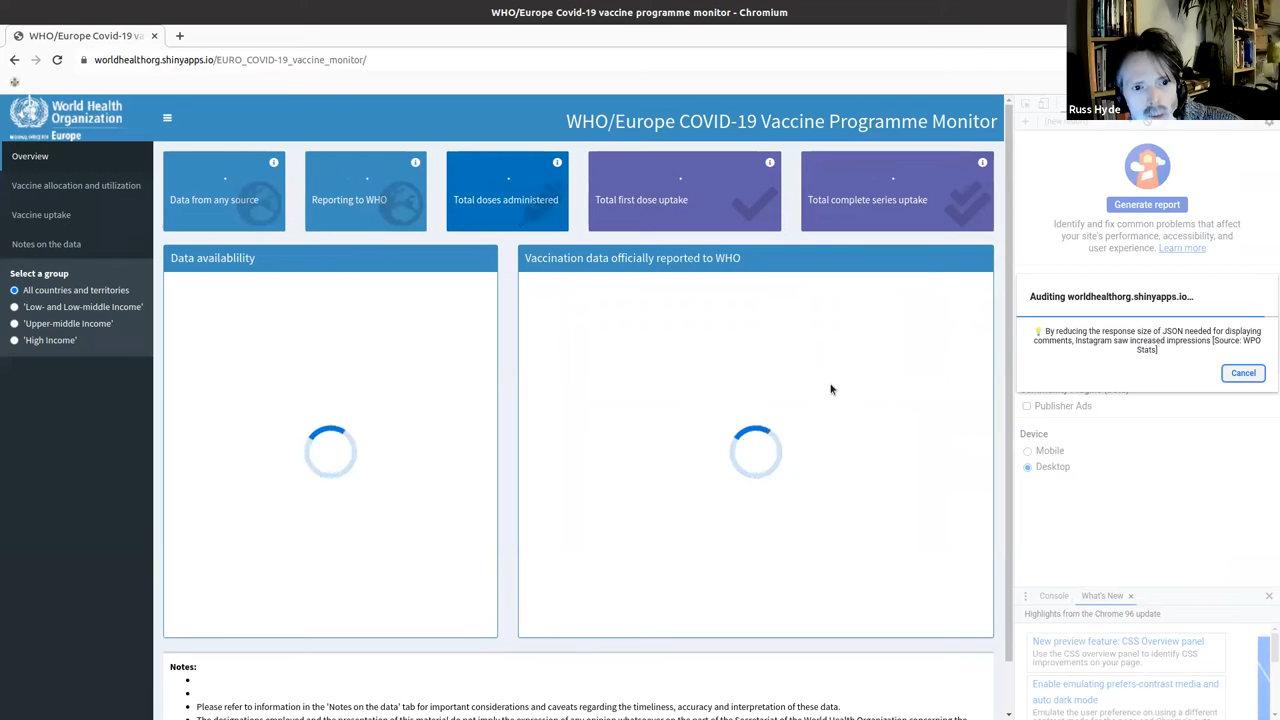 WHO/Europe Covid-19 vaccine programme monitor - Chromium
WHO/Europe Covid-19 va
worldhealthorg.shinyapps.io/EURO_COVID-19_vaccine_monitor/
Russ Hyde
World Health
Organization
Europe
WHO/Europe COVID-19 Vaccine Programme Monitor
Overview
Vaccine allocation and utilization
Vaccine uptake
Notes on the data
Select a group
All countries and territories
'Low- and Low-middle Income'
'Upper-middle Income'
'High Income'
Data from any source
Reporting to WHO
Total doses administered
Total first dose uptake
Total complete series uptake
Data availablility
Vaccination data officially reported to WHO
Notes:
Please refer to information in the 'Notes on the data' tab for important considerations and caveats regarding the timeliness, accuracy and interpretation of these data.
Generate report
Identify and fix common problems that affect
your site's performance, accessibility, and
user experience. Learn more
Auditing worldhealthorg.shinyapps.io…
💡 By reducing the response size of JSON needed for displaying
comments, Instagram saw increased impressions [Source: WPO
Stats]
Cancel
Publisher Ads
Device
Mobile
Desktop
Console
What's New
Highlights from the Chrome 96 update
New preview feature: CSS Overview panel
Use the CSS overview panel to identify CSS
improvements on your page.
Enable emulating prefers-contrast media and
auto dark mode
Emulate the user preference on using a different